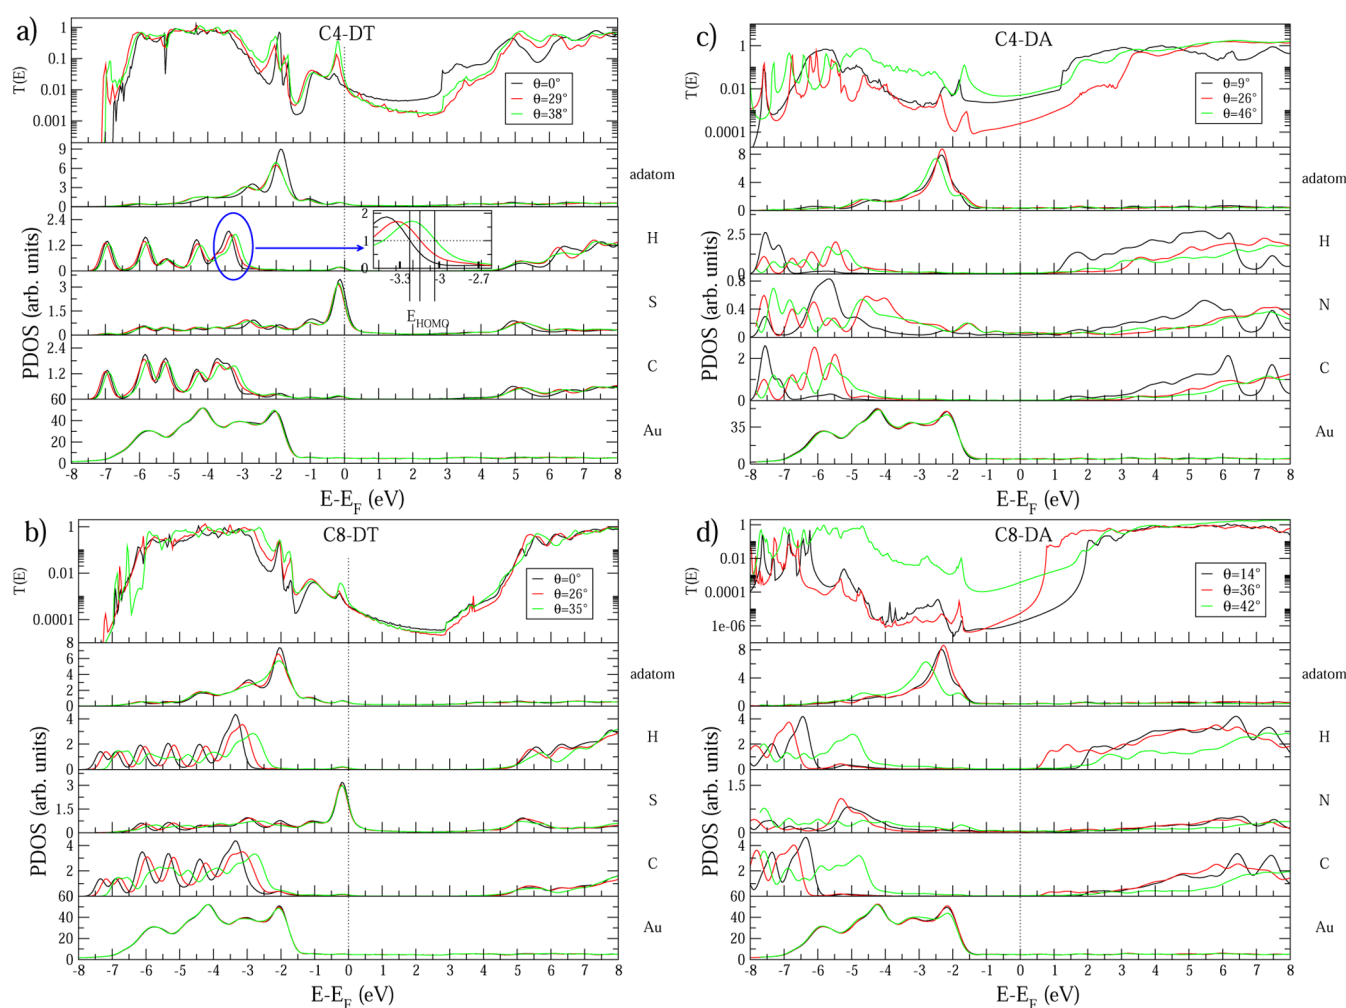 a)
C4-DT
T(E)
1
0.1
0.01
0.001
θ=0°
θ=29°
θ=38°
9
6
3
0
adatom
2.4
1.2
0
H
2
1
0
-3.3
-3
-2.7
E_HOMO
3
1.5
0
S
2.4
1.2
0
C
PDOS (arb. units)
60
40
20
0
Au
-8 -7 -6 -5 -4 -3 -2 -1 0 1 2 3 4 5 6 7 8
E-E_F (eV)
c)
C4-DA
T(E)
1
0.01
0.0001
θ=9°
θ=26°
θ=46°
8
4
0
adatom
2.5
0
H
0.8
0.4
0
N
2
1
0
C
PDOS (arb. units)
35
0
Au
-8 -7 -6 -5 -4 -3 -2 -1 0 1 2 3 4 5 6 7 8
E-E_F (eV)
b)
C8-DT
T(E)
1
0.01
0.0001
θ=0°
θ=26°
θ=35°
8
6
4
2
0
adatom
4
2
0
H
3
1.5
0
S
4
2
C
PDOS (arb. units)
60
40
20
0
Au
-8 -7 -6 -5 -4 -3 -2 -1 0 1 2 3 4 5 6 7 8
E-E_F (eV)
d)
C8-DA
T(E)
1
0.01
0.0001
1e-06
θ=14°
θ=36°
θ=42°
8
4
0
adatom
4
2
0
H
1.5
0
N
4
2
C
PDOS (arb. units)
60
40
20
0
Au
-8 -7 -6 -5 -4 -3 -2 -1 0 1 2 3 4 5 6 7 8
E-E_F (eV)